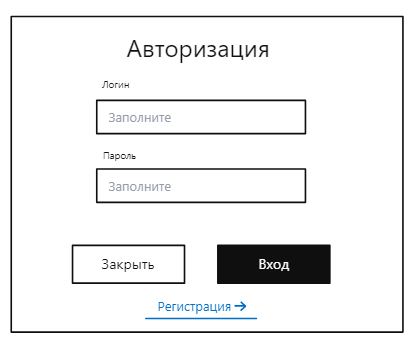 Авторизация
Логин
Заполните
Пароль
Заполните
Закрыть Вход
Регистрация →